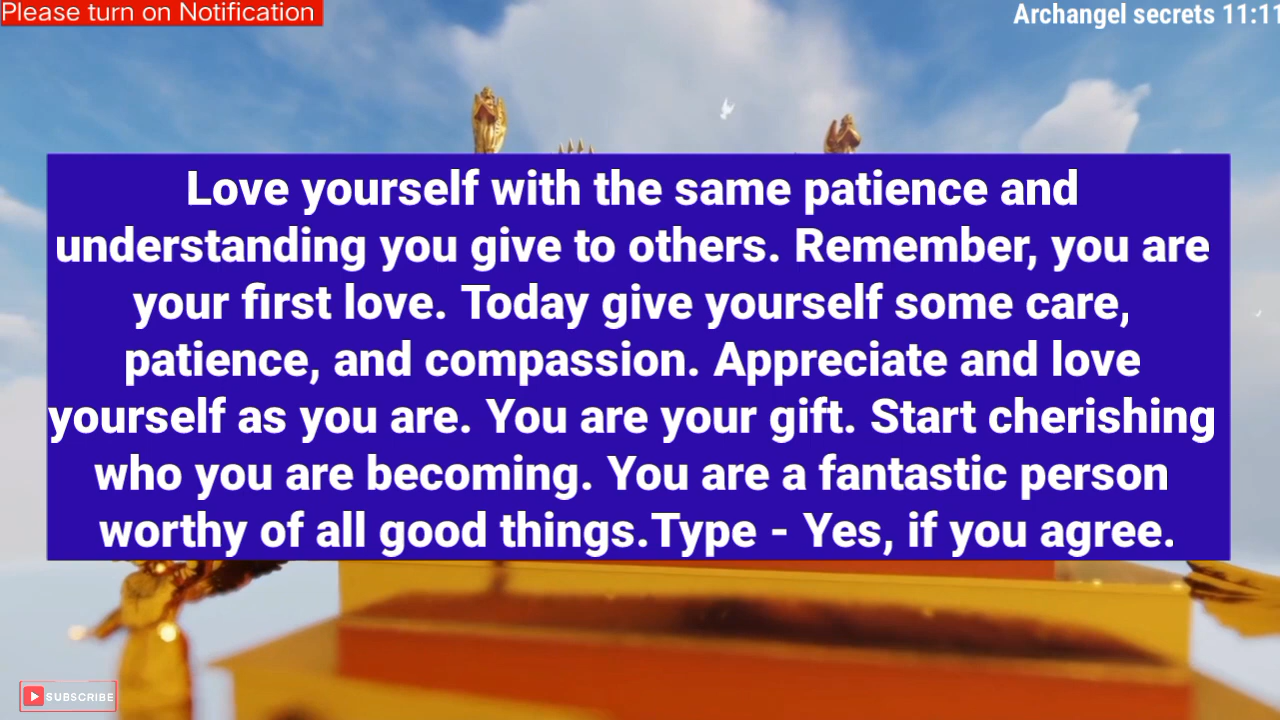 Please turn on Notification
Archangel secrets 11:11
Love yourself with the same patience and
understanding you give to others. Remember, you are
your first love. Today give yourself some care,
patience, and compassion. Appreciate and love
yourself as you are. You are your gift. Start cherishing
who you are becoming. You are a fantastic person
worthy of all good things.Type - Yes, if you agree.
SUBSCRIBE